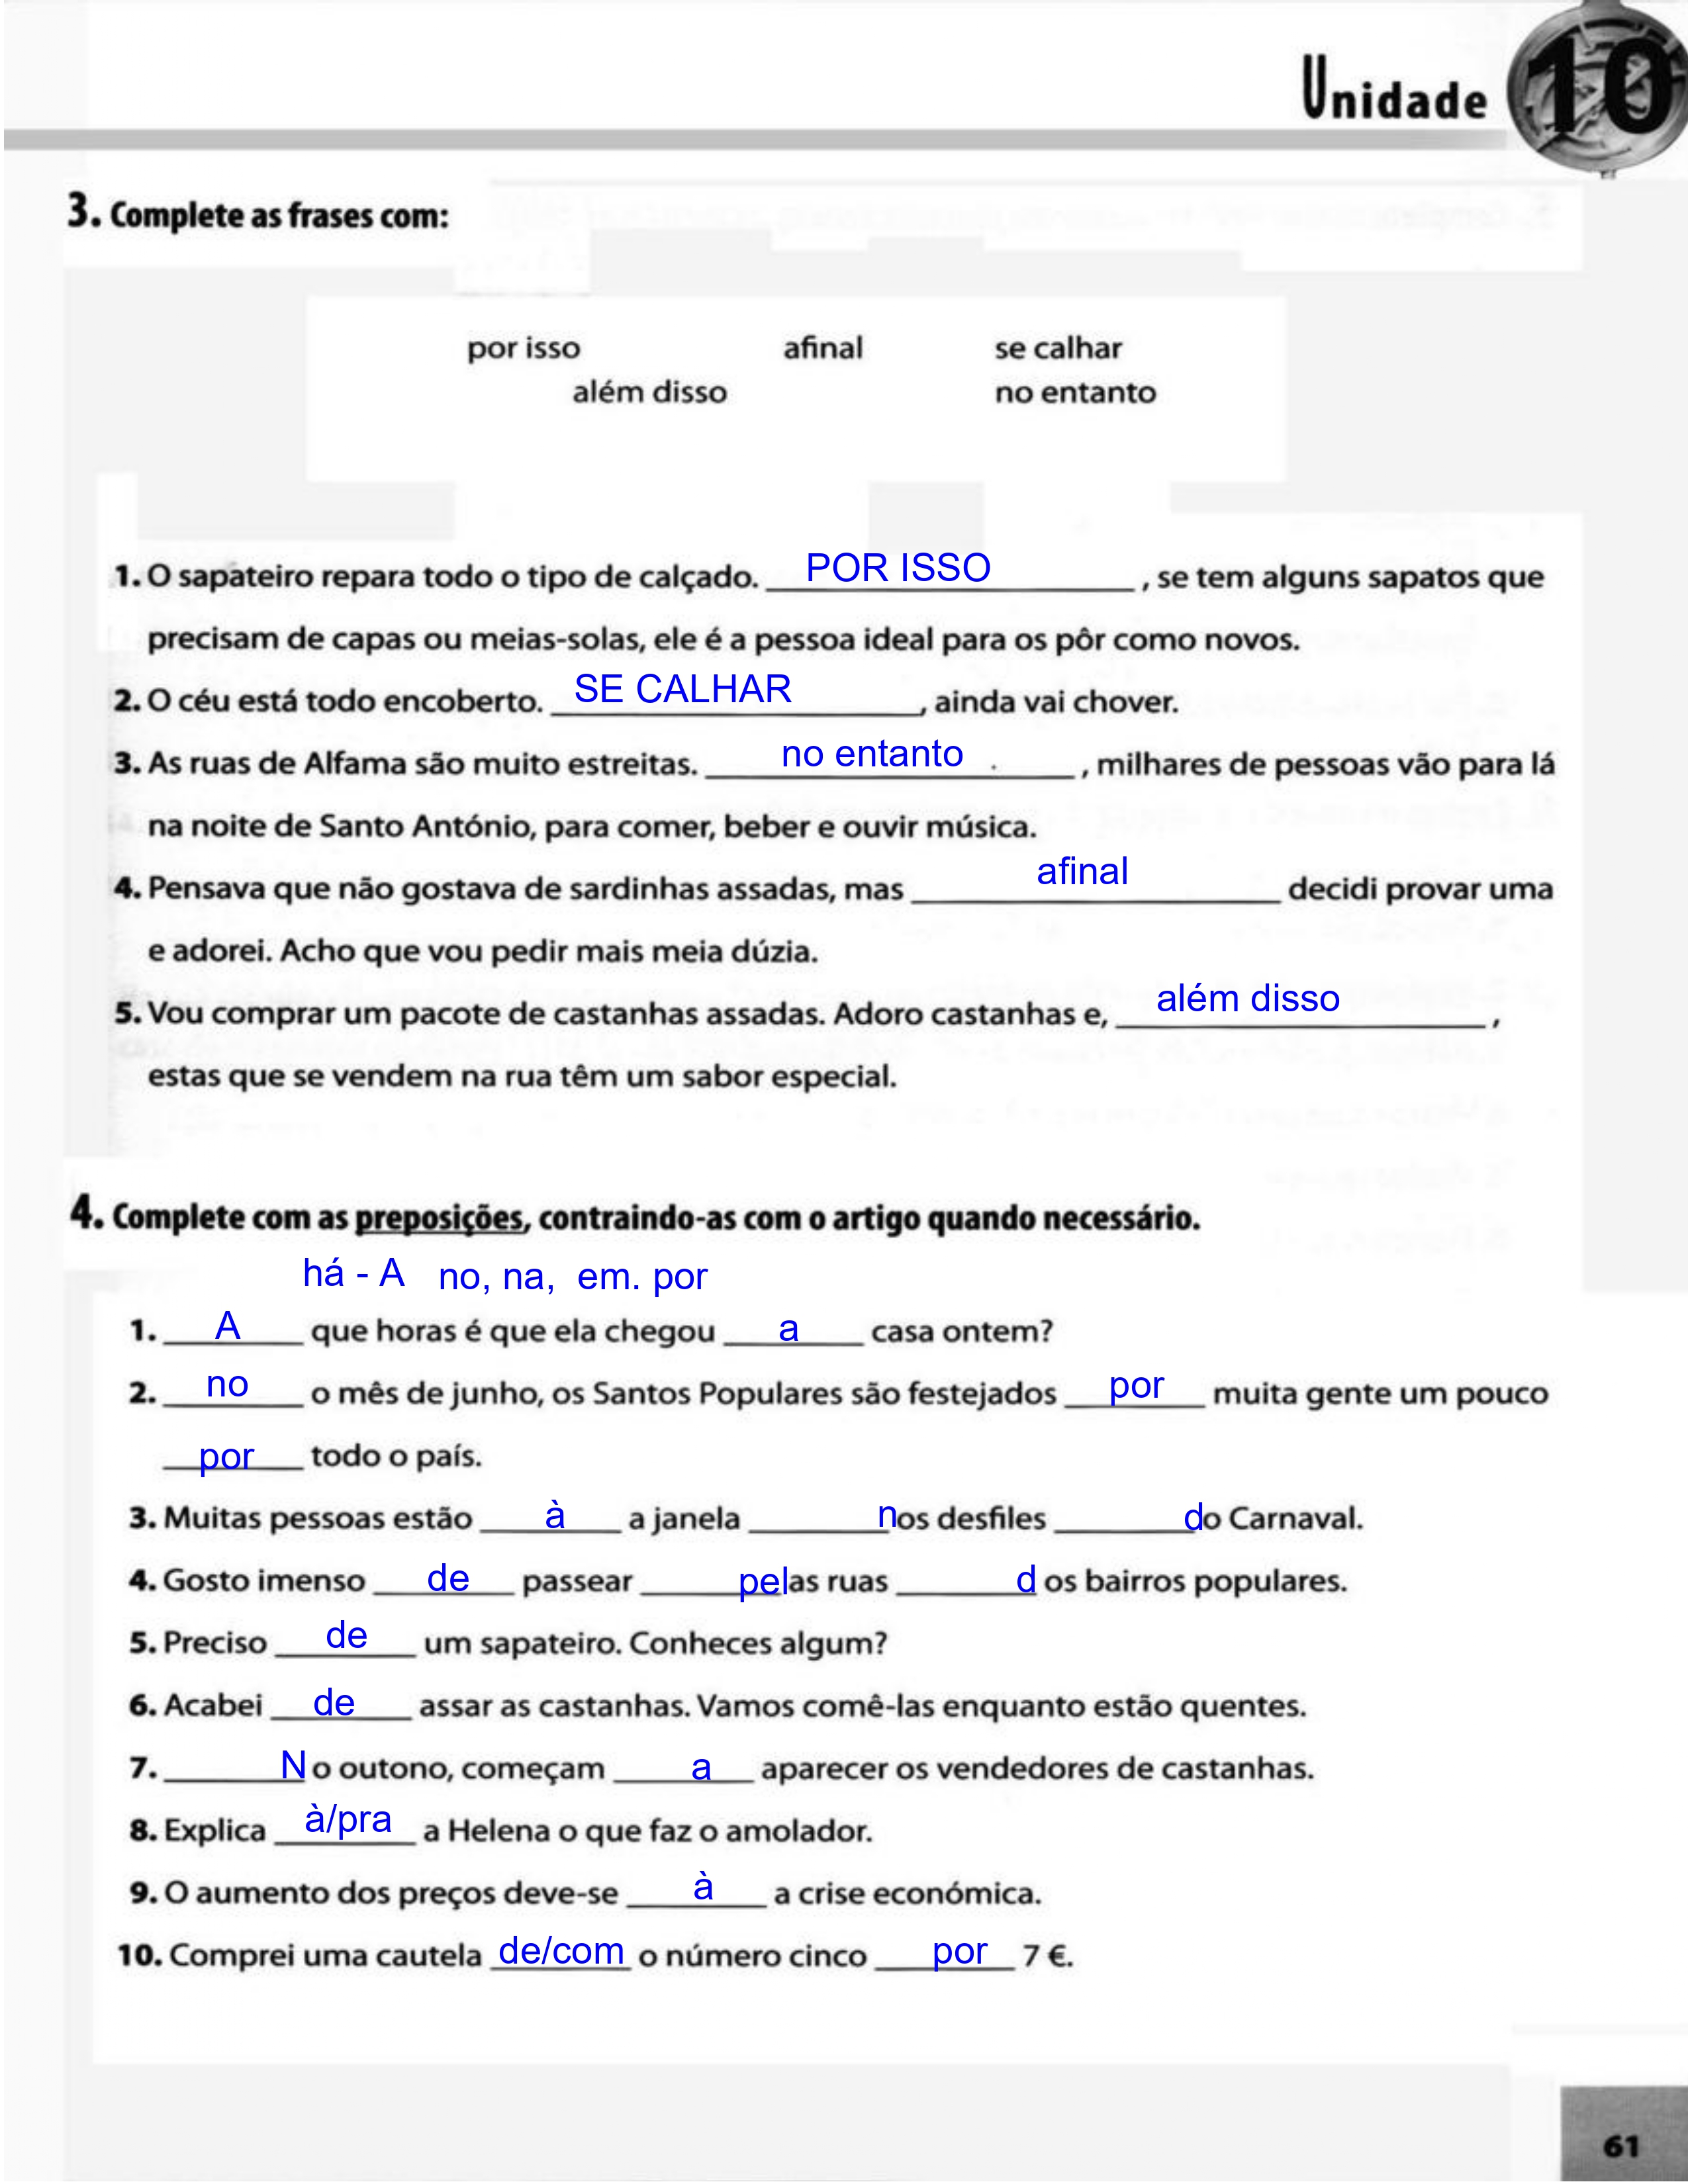 Unidade 10
3. Complete as frases com:
por isso afinal se calhar
além disso no entanto
1. O sapateiro repara todo o tipo de calçado. POR ISSO, se tem alguns sapatos que
precisam de capas ou meias-solas, ele é a pessoa ideal para os pôr como novos.
2. O céu está todo encoberto. SE CALHAR, ainda vai chover.
3. As ruas de Alfama são muito estreitas. no entanto, milhares de pessoas vão para lá
na noite de Santo António, para comer, beber e ouvir música.
4. Pensava que não gostava de sardinhas assadas, mas afinal decidi provar uma
e adorei. Acho que vou pedir mais meia dúzia.
5. Vou comprar um pacote de castanhas assadas. Adoro castanhas e, além disso,
estas que se vendem na rua têm um sabor especial.
4. Complete com as preposições, contraindo-as com o artigo quando necessário.
há - A no, na, em. por
1. A que horas é que ela chegou a casa ontem?
2. no o mês de junho, os Santos Populares são festejados por muita gente um pouco
por todo o país.
3. Muitas pessoas estão à a janela nos desfiles do Carnaval.
4. Gosto imenso de passear pelas ruas d os bairros populares.
5. Preciso de um sapateiro. Conheces algum?
6. Acabei de assar as castanhas. Vamos comê-las enquanto estão quentes.
7. N o outono, começam a aparecer os vendedores de castanhas.
8. Explica à/pra a Helena o que faz o amolador.
9. O aumento dos preços deve-se à a crise económica.
10. Comprei uma cautela de/com o número cinco por 7 €.
61